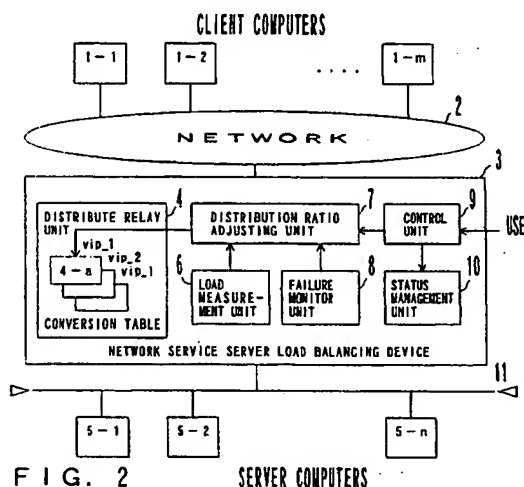 CLIENT COMPUTERS
1-1
1-2
....
1-m
2
NETWORK
3
DISTRIBUTE RELAY
UNIT
4
vip_1
vip_2
vip_1
4-a
CONVERSION TABLE
DISTRIBUTION RATIO
ADJUSTING UNIT
7
CONTROL
UNIT
9
USE
6
LOAD
MEASURE-
MENT UNIT
FAILURE
MONITOR
UNIT
8
STATUS
MANAGEMENT
UNIT
10
NETWORK SERVICE SERVER LOAD BALANCING DEVICE
11
5-1
5-2
5-n
FIG. 2
SERVER COMPUTERS